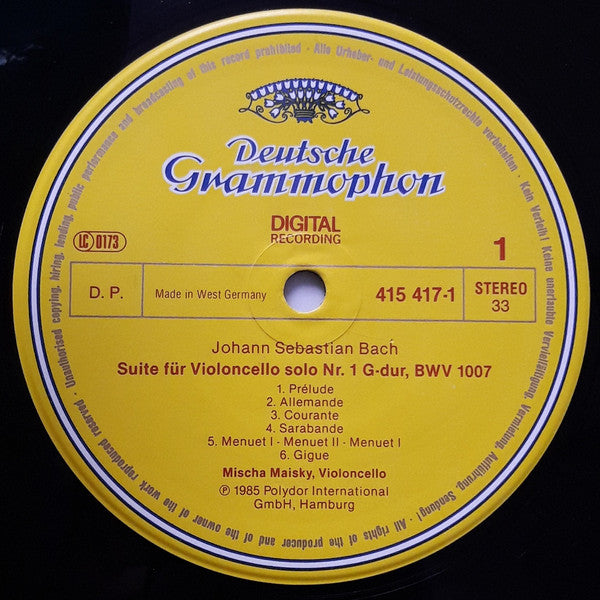 Deutsche
Grammophon
DIGITAL
RECORDING
LC 0173
1
D. P.
Made in West Germany
415 417-1
STEREO
33
Johann Sebastian Bach
Suite für Violoncello solo Nr. 1 G-dur, BWV 1007
1. Prélude
2. Allemande
3. Courante
4. Sarabande
5. Menuet I - Menuet II - Menuet I
6. Gigue
Mischa Maisky, Violoncello
℗ 1985 Polydor International
GmbH, Hamburg
Alle Urheber- und Leistungsschutzrechte vorbehalten · Kein Verleih! Keine unerlaubte Vervielfältigung, Vermietung, Aufführung, Sendung! · All rights of the producer and of the owner of the work reproduced reserved · Unauthorised copying, hiring, lending, public performance and broadcasting of this record prohibited ·